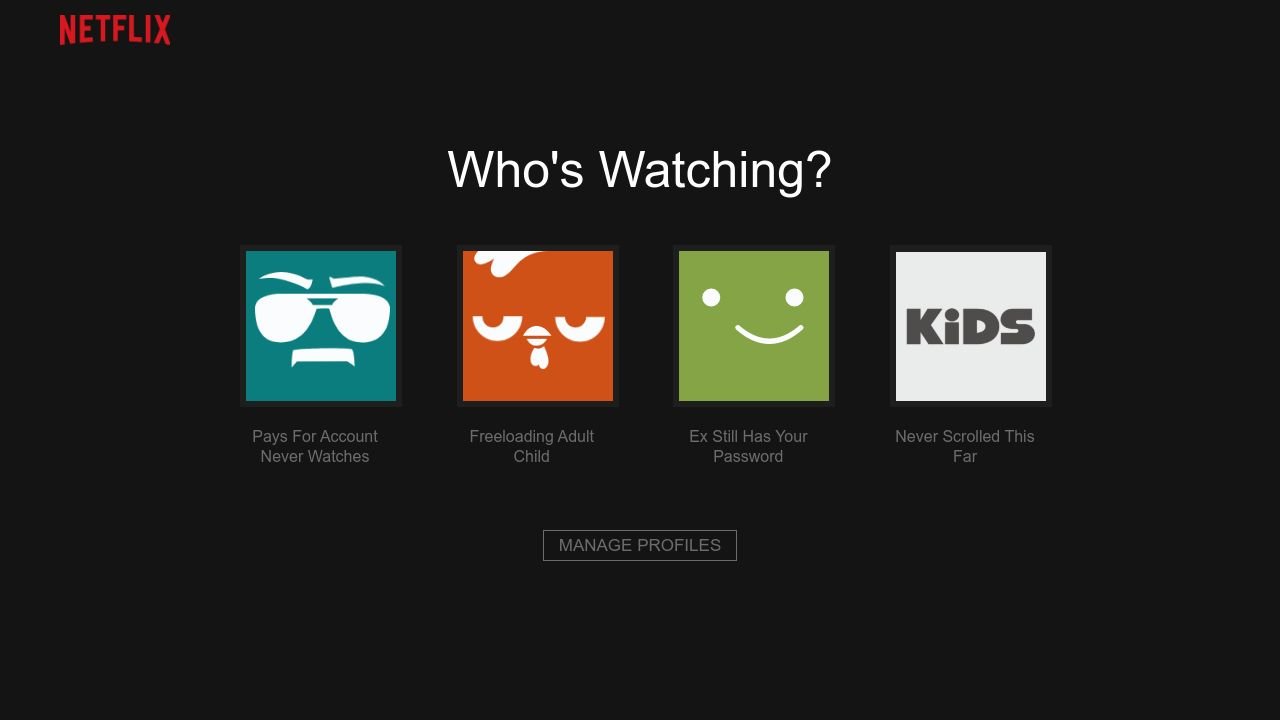 NETFLIX
Who's Watching?
KiDS
Pays For Account
Never Watches
Freeloading Adult
Child
Ex Still Has Your
Password
Never Scrolled This
Far
MANAGE PROFILES